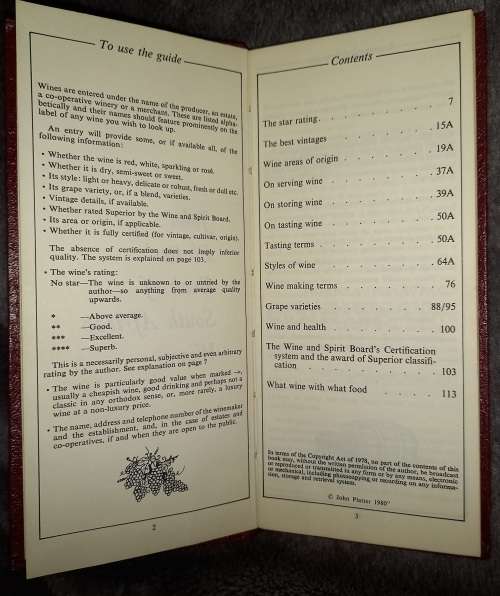 To use the guide
Wines are entered under the name of the producer, an estate,
a co-operative winery or a merchant. These are listed alpha-
betically and their names should feature prominently on the
label of any wine you wish to look up.
An entry will provide some, or if available, all, of the
following information:
• Whether the wine is red, white, sparkling or rosé.
• Whether it is dry, semi-sweet or sweet.
• Its style: light or heavy, delicate or robust, fresh or dull etc.
• Its grape variety, or, if a blend, varieties.
• Vintage details, if available.
• Whether rated Superior by the Wine and Spirit Board.
• Its area or origin, if applicable.
• Whether it is fully certified (for vintage, cultivar, origin).
The absence of certification does not imply inferior
quality. The system is explained on page 103.
• The wine's rating:
No star—The wine is unknown to or untried by the
author—so anything from average quality
upwards.
* —Above average.
** —Good.
*** —Excellent.
**** —Superb.
This is a necessarily personal, subjective and even arbitrary
rating by the author. See explanation on page 7
• The wine is particularly good value when marked →,
usually a cheapish wine, good drinking and perhaps not a
classic in any orthodox sense, or, more rarely, a luxury
wine at a non-luxury price.
• The name, address and telephone number of the winemaker
and the establishment, and, in the case of estates and
co-operatives, if and when they are open to the public.
2
Contents
The star rating . . . . . . . 7
The best vintages . . . . . . 15A
Wine areas of origin . . . . . 19A
On serving wine . . . . . . 37A
On storing wine . . . . . . 39A
On tasting wine . . . . . . 50A
Tasting terms . . . . . . . 50A
Styles of wine . . . . . . . 64A
Wine making terms . . . . . 76
Grape varieties . . . . . . 88/95
Wine and health . . . . . . 100
The Wine and Spirit Board's Certification
system and the award of Superior classifi-
cation . . . . . . . . 103
What wine with what food . . . . 113
In terms of the Copyright Act of 1978, no part of the contents of this
book may, without the written permission of the author, be broadcast
or reproduced or transmitted in any form or by any means, electronic
or mechanical, including photocopying or recording on any informa-
tion, storage and retrieval system.
© John Platter 1980
3